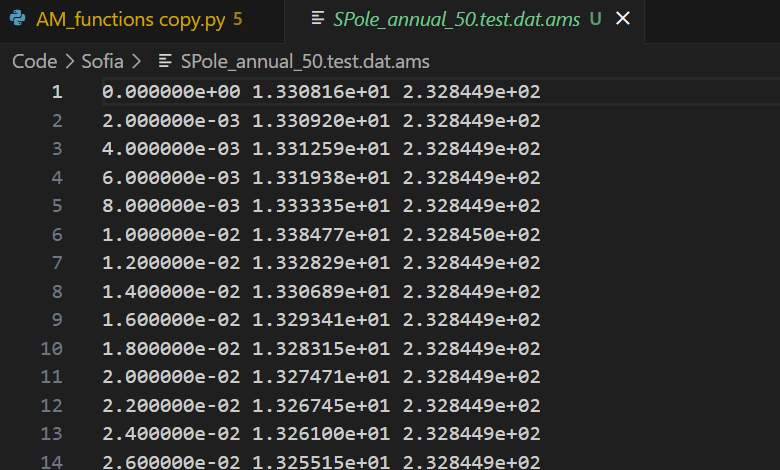 AM_functions copy.py 5 SPole_annual_50.test.dat.ams U
Code > Sofia > SPole_annual_50.test.dat.ams
1 0.000000e+00 1.330816e+01 2.328449e+02
2 2.000000e-03 1.330920e+01 2.328449e+02
3 4.000000e-03 1.331259e+01 2.328449e+02
4 6.000000e-03 1.331938e+01 2.328449e+02
5 8.000000e-03 1.333335e+01 2.328449e+02
6 1.000000e-02 1.338477e+01 2.328450e+02
7 1.200000e-02 1.332829e+01 2.328449e+02
8 1.400000e-02 1.330689e+01 2.328449e+02
9 1.600000e-02 1.329341e+01 2.328449e+02
10 1.800000e-02 1.328315e+01 2.328449e+02
11 2.000000e-02 1.327471e+01 2.328449e+02
12 2.200000e-02 1.326745e+01 2.328449e+02
13 2.400000e-02 1.326100e+01 2.328449e+02
14 2.600000e-02 1.325515e+01 2.328449e+02